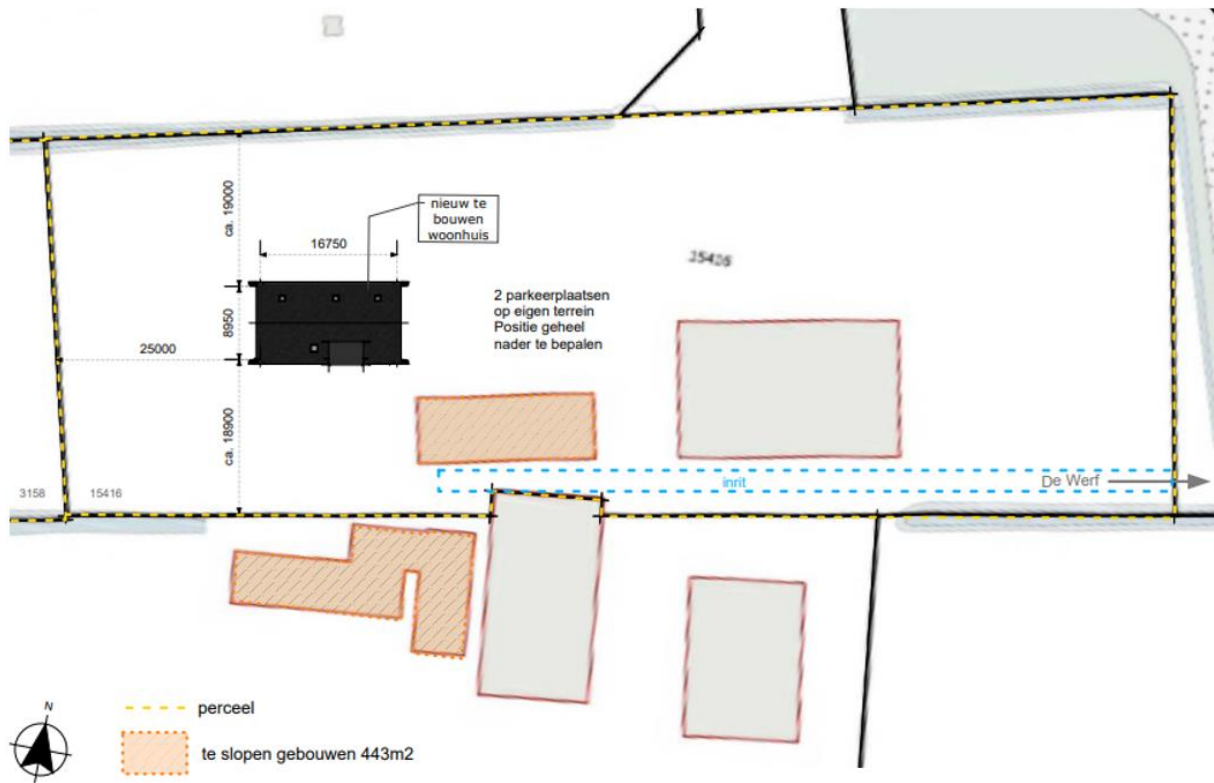 nieuw te
bouwen
woonhuis
ca. 19000
16750
8950
25000
ca. 18900
2 parkeerplaatsen
op eigen terrein
Positie geheel
nader te bepalen
inrit
De Werf
3158
15416
N
perceel
te slopen gebouwen 443m2